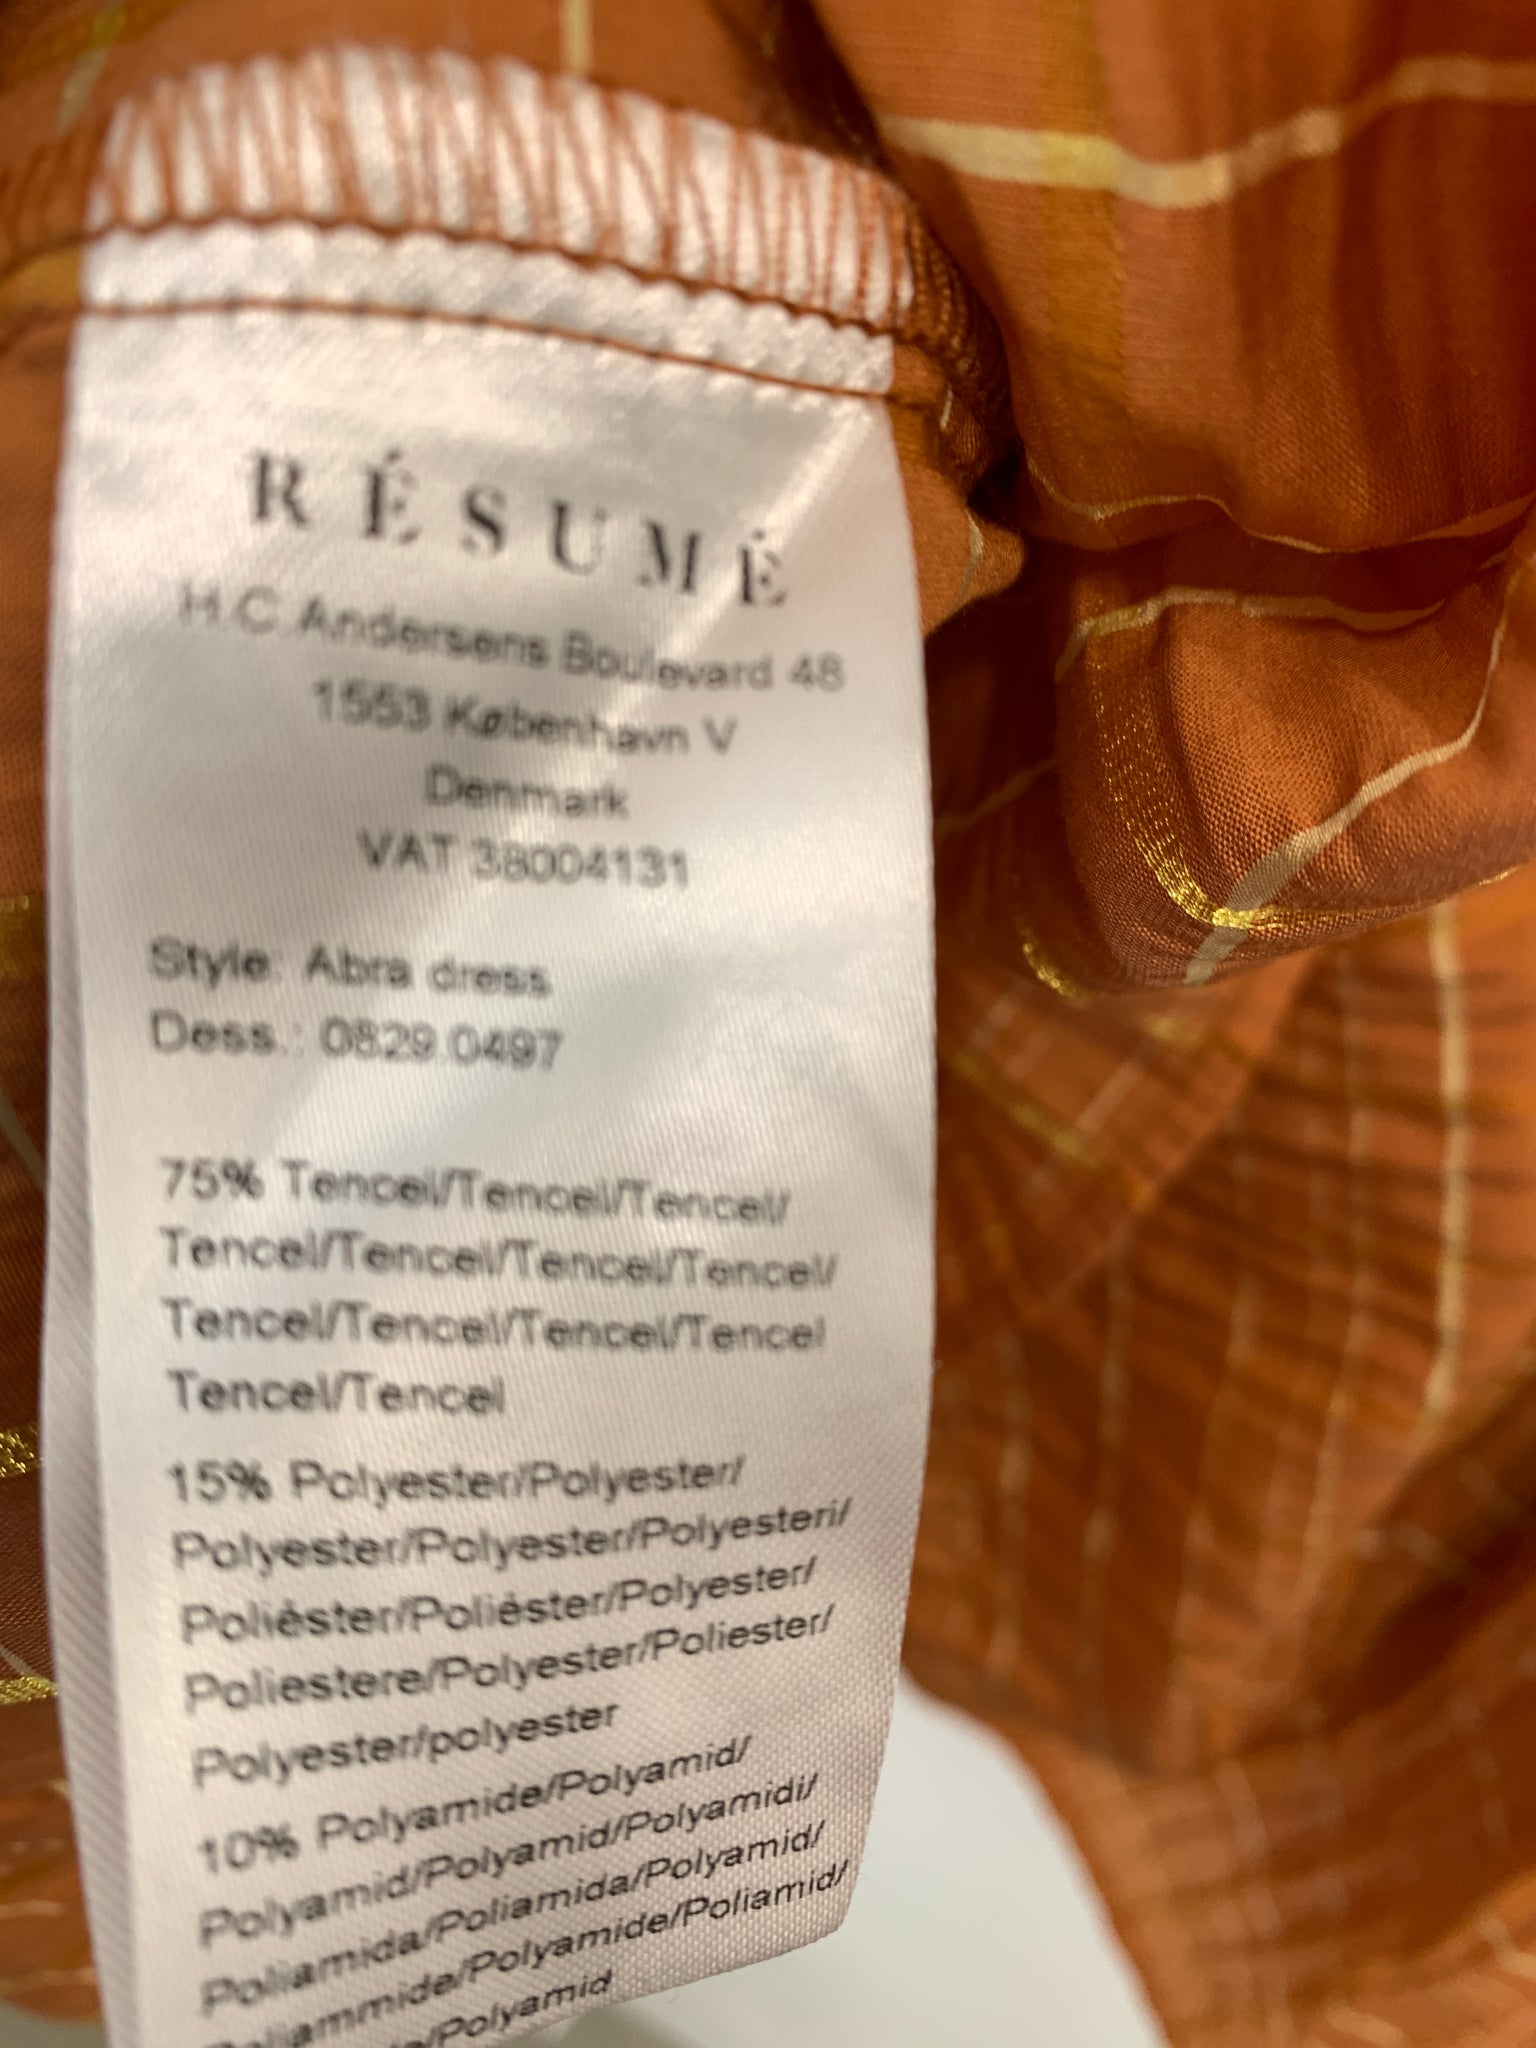 RÉSUMÉ
H.C Andersens Boulevard 48
1553 København V
Denmark
VAT 38004131
Style: Abra dress
Dess.: 0829.0497
75% Tencel/Tencel/Tencel/
Tencel/Tencel/Tencel/Tencel/
Tencel/Tencel/Tencel/Tencel
Tencel/Tencel
15% Polyester/Polyester/
Polyester/Polyester/Polyesteri/
Poliéster/Poliéster/Polyester/
Poliestere/Polyester/Poliester/
Polyester/polyester
10% Polyamide/Polyamid/
Polyamid/Polyamid/Polyamidi/
Poliamida/Poliamida/Polyamid/
Poliammide/Polyamide/Poliamid/
/Polyamid